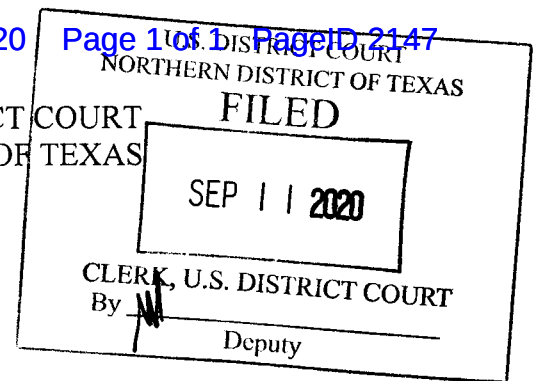 20 Page 1 of 1 PageID 2147
U.S. DISTRICT COURT
NORTHERN DISTRICT OF TEXAS
FILED
CT COURT
OF TEXAS
SEP 11 2020
CLERK, U.S. DISTRICT COURT
By
Deputy